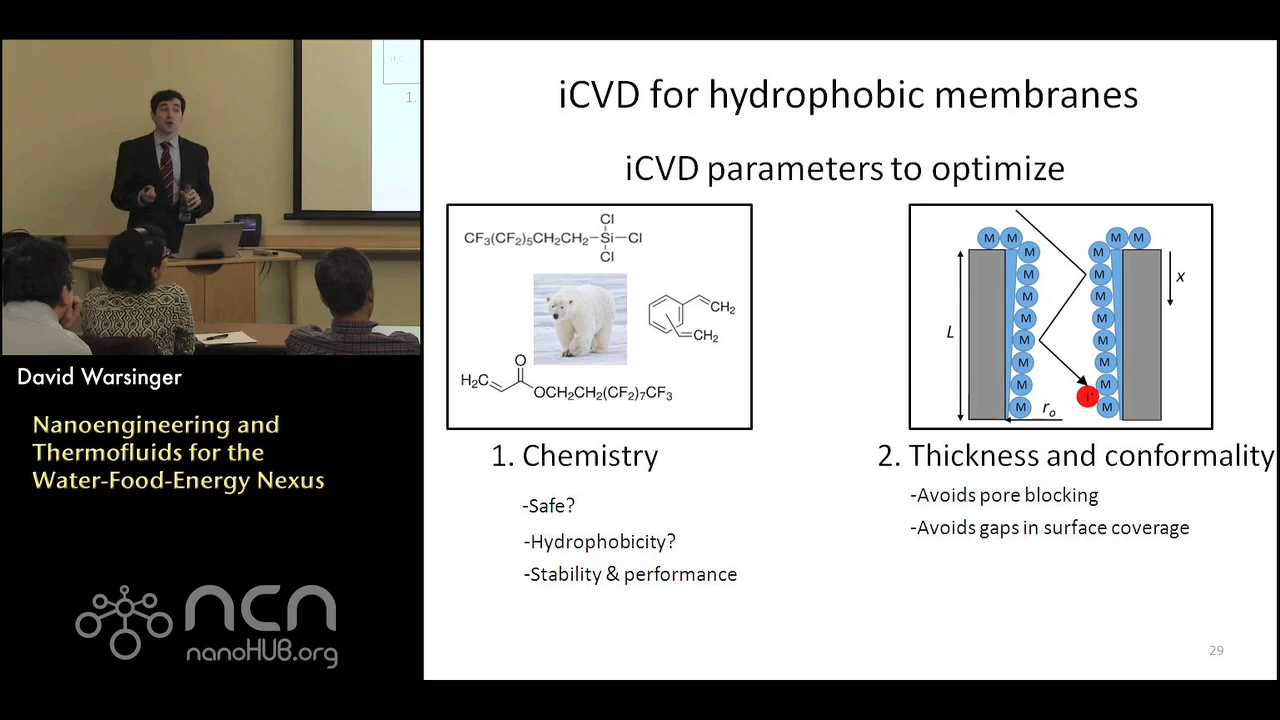 iCVD for hydrophobic membranes
iCVD parameters to optimize
Cl
CF3(CF2)5CH2CH2–Si–Cl
Cl
CH2
CH2
O
H2C
OCH2CH2(CF2)7CF3
M M M M
M M
M M
M M
M M
M M
M M
M M
M I• M
L
x
ro
1. Chemistry
-Safe?
-Hydrophobicity?
-Stability & performance
2. Thickness and conformality
-Avoids pore blocking
-Avoids gaps in surface coverage
29
1.
David Warsinger
Nanoengineering and
Thermofluids for the
Water-Food-Energy Nexus
ncn
nanoHUB.org